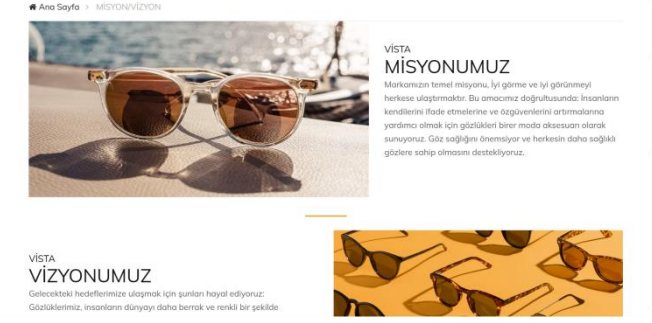 Ana Sayfa > MİSYON/VİZYON
VİSTA
MİSYONUMUZ
Markamızın temel misyonu, İyi görme ve iyi görünmeyi
herkese ulaştırmaktır. Bu amacımız doğrultusunda: İnsanların
kendilerini ifade etmelerine ve özgüvenlerini artırmalarına
yardımcı olmak için gözlükleri birer moda aksesuarı olarak
sunuyoruz. Göz sağlığını önemsiyor ve herkesin daha sağlıklı
gözlere sahip olmasını destekliyoruz.
VİSTA
VİZYONUMUZ
Gelecekteki hedeflerimize ulaşmak için şunları hayal ediyoruz:
Gözlüklerimiz, insanların dünyayı daha berrak ve renkli bir şekilde